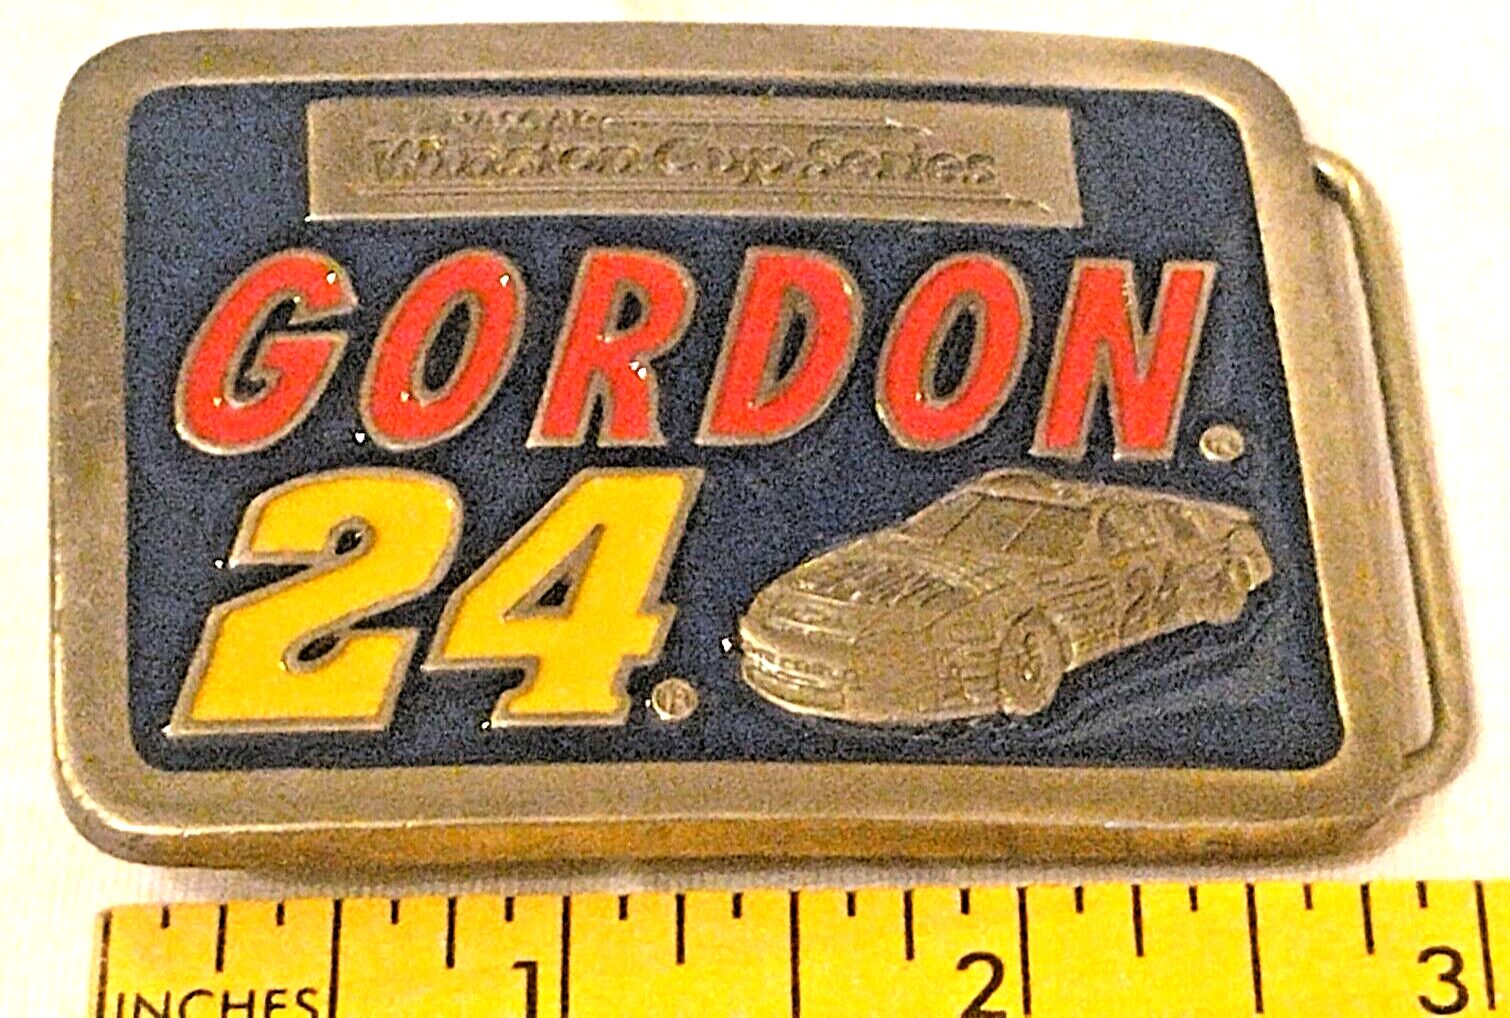 NASCAR
Winston Cup Series
GORDON.®
24.®
INCHES 1 2 3